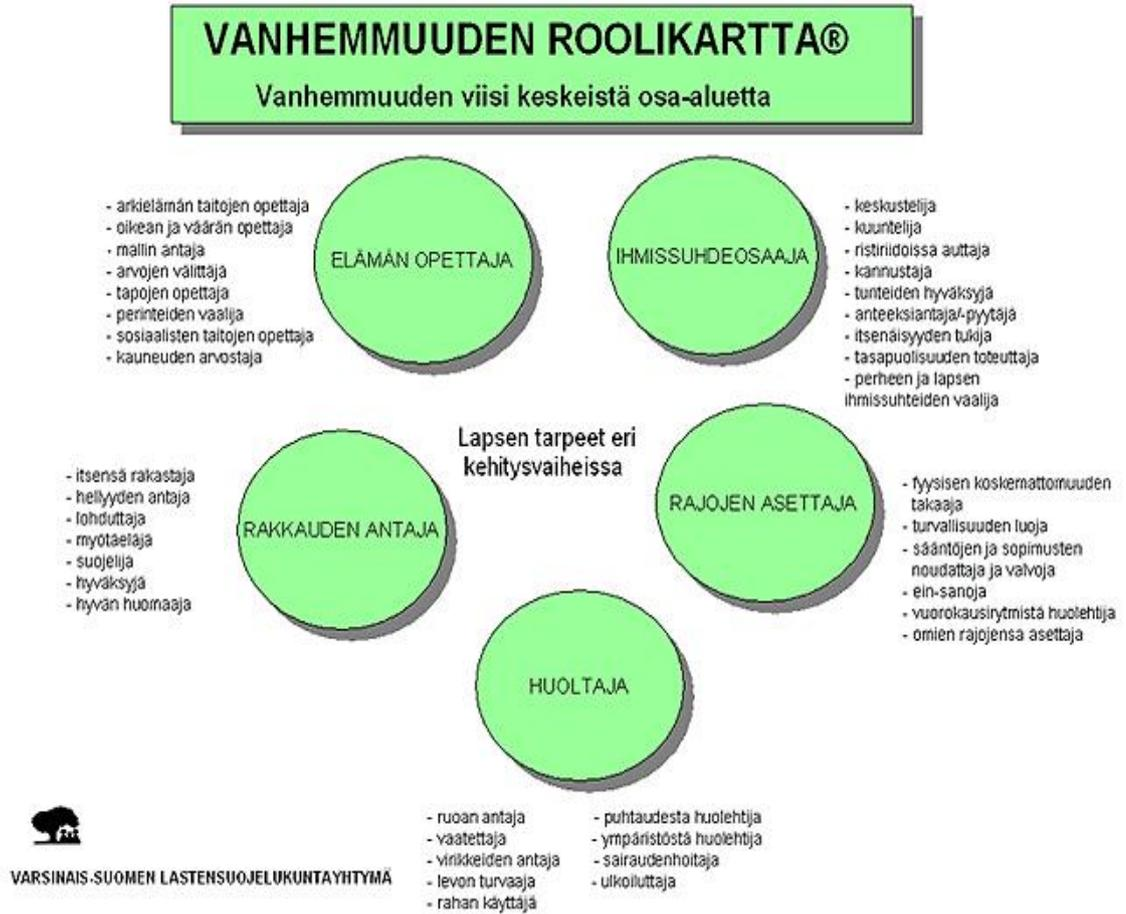 VANHEMMUUDEN ROOLIKARTTA®
Vanhemmuuden viisi keskeistä osa-aluetta
- arkielämän taitojen opettaja
- oikean ja väärän opettaja
- mallin antaja
- arvojen välittäjä
- tapojen opettaja
- perinteiden vaalija
- sosiaalisten taitojen opettaja
- kauneuden arvostaja
ELÄMÄN OPETTAJA
IHMISSUHDEOSAAJA
- keskustelija
- kuuntelija
- ristiriidoissa auttaja
- kannustaja
- tunteiden hyväksyjä
- anteeksiantaja/-pyytäjä
- itsenäisyyden tukija
- tasapuolisuuden toteuttaja
- perheen ja lapsen
ihmissuhteiden vaalija
Lapsen tarpeet eri
kehitysvaiheissa
- itsensä rakastaja
- hellyyden antaja
- lohduttaja
- myötäeläjä
- suojelija
- hyväksyjä
- hyvän huomaaja
RAKKAUDEN ANTAJA
RAJOJEN ASETTAJA
- fyysisen koskemattomuuden
takaaja
- turvallisuuden luoja
- sääntöjen ja sopimusten
noudattaja ja valvoja
- ein-sanoja
- vuorokausirytmistä huolehtija
- omien rajojensa asettaja
HUOLTAJA
- ruoan antaja
- vaatettaja
- virikkeiden antaja
- levon turvaaja
- rahan käyttäjä
- puhtaudesta huolehtija
- ympäristöstä huolehtija
- sairaudenhoitaja
- ulkoiluttaja
VARSINAIS-SUOMEN LASTENSUOJELUKUNTAYHTYMÄ